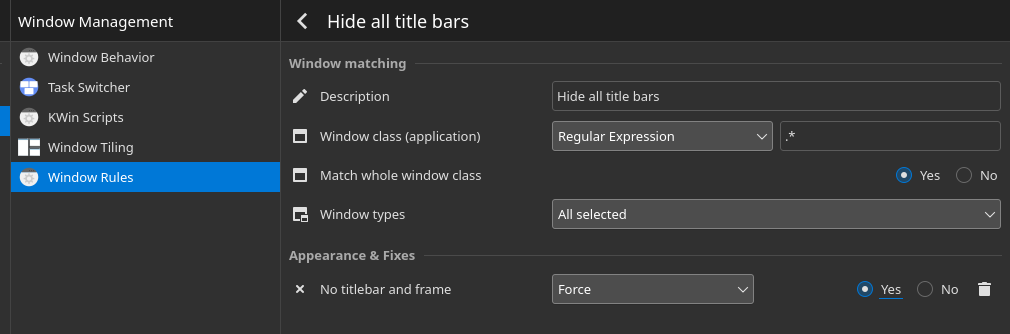 Window Management
Hide all title bars
Window Behavior
Task Switcher
KWin Scripts
Window Tiling
Window Rules
Window matching
Description Hide all title bars
Window class (application) Regular Expression .*
Match whole window class Yes No
Window types All selected
Appearance & Fixes
No titlebar and frame Force Yes No